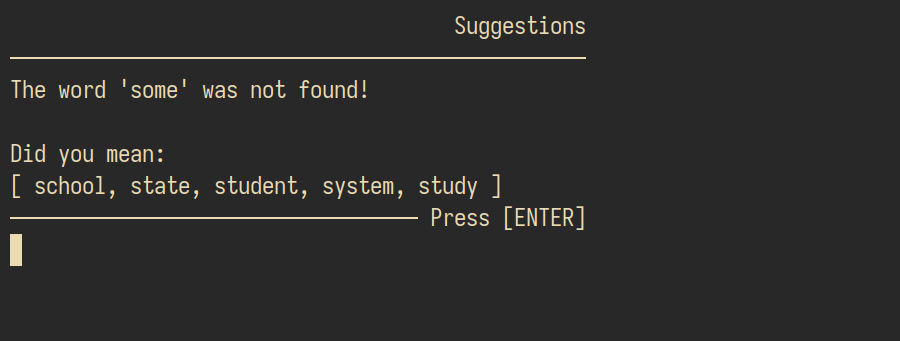 Suggestions
The word 'some' was not found!
Did you mean:
[ school, state, student, system, study ]
Press [ENTER]